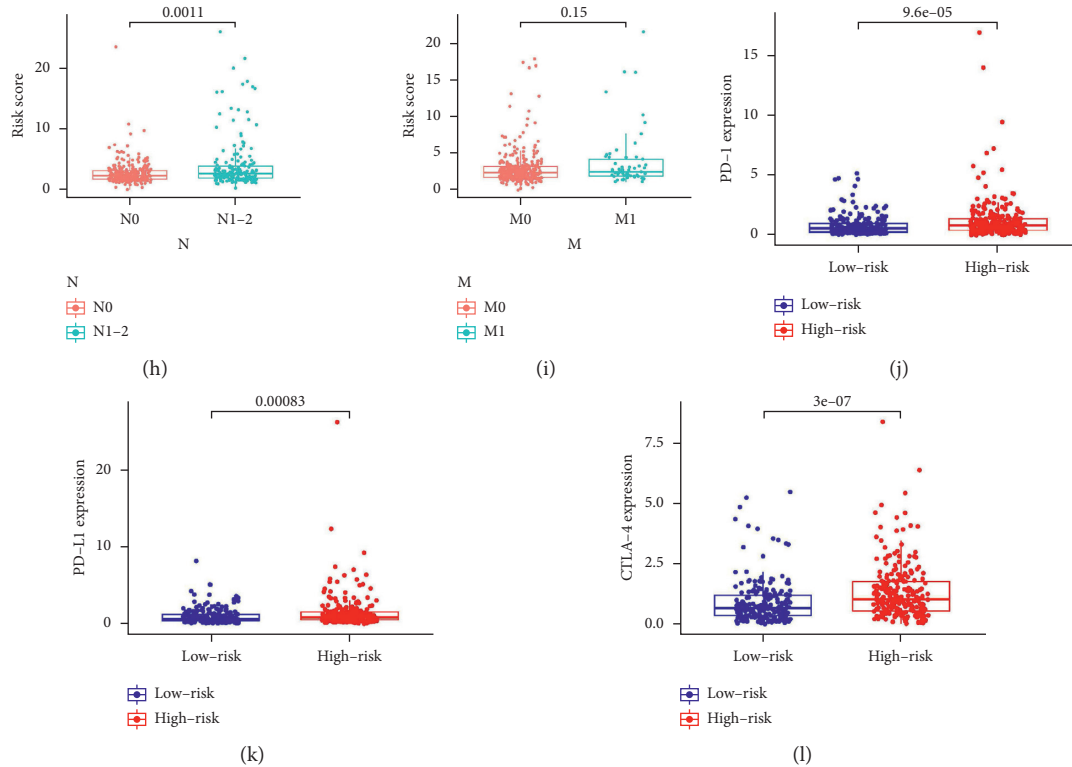 0.0011
Risk score
20
10
0
N0
N1–2
N
N
N0
N1–2
(h)
0.15
Risk score
20
15
10
5
0
M0
M1
M
M
M0
M1
(i)
9.6e–05
PD–1 expression
15
10
5
0
Low–risk
High–risk
Low–risk
High–risk
(j)
0.00083
PD–L1 expression
20
10
0
Low–risk
High–risk
Low–risk
High–risk
(k)
3e–07
CTLA–4 expression
7.5
5.0
2.5
0.0
Low–risk
High–risk
Low–risk
High–risk
(l)